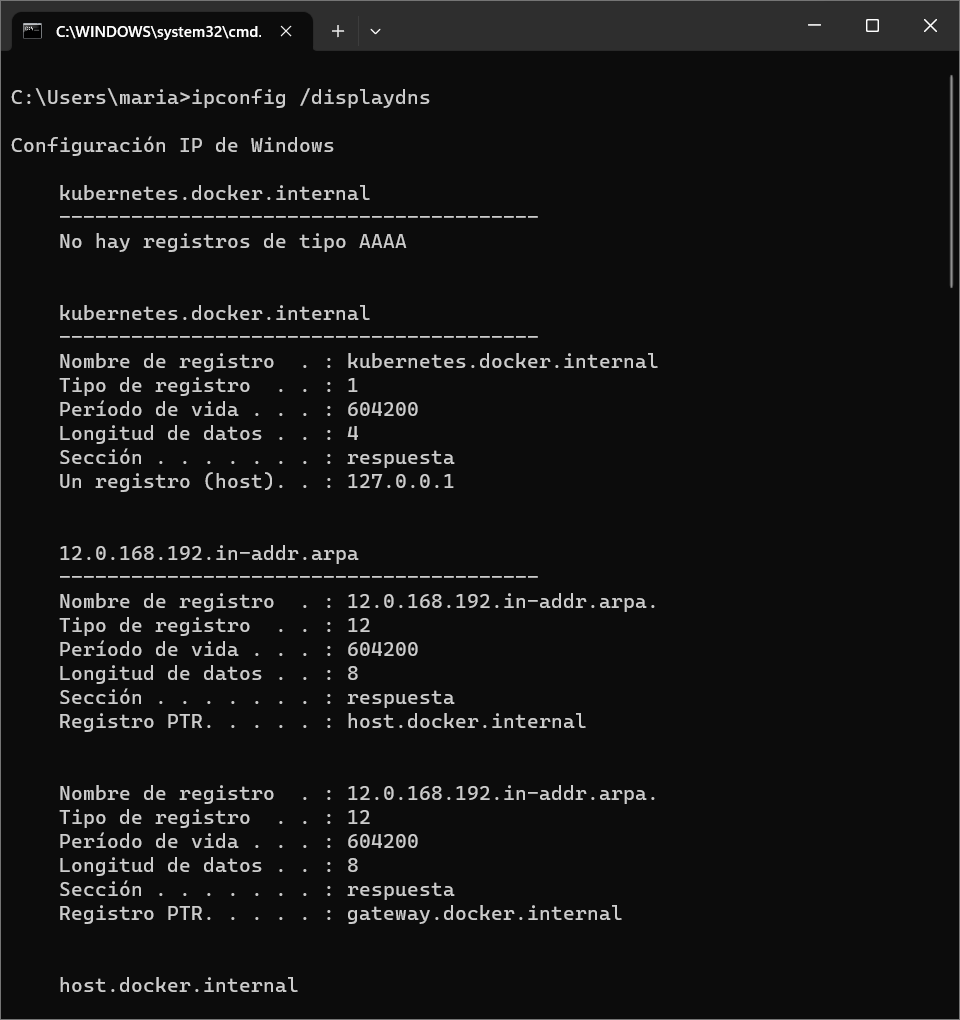 C:\WINDOWS\system32\cmd.
C:\Users\maria>ipconfig /displaydns
Configuración IP de Windows
kubernetes.docker.internal
----------------------------------------
No hay registros de tipo AAAA
kubernetes.docker.internal
----------------------------------------
Nombre de registro  . : kubernetes.docker.internal
Tipo de registro  . . : 1
Período de vida . . . : 604200
Longitud de datos . . : 4
Sección . . . . . . . : respuesta
Un registro (host). . : 127.0.0.1
12.0.168.192.in-addr.arpa
----------------------------------------
Nombre de registro  . : 12.0.168.192.in-addr.arpa.
Tipo de registro  . . : 12
Período de vida . . . : 604200
Longitud de datos . . : 8
Sección . . . . . . . : respuesta
Registro PTR. . . . . : host.docker.internal
Nombre de registro  . : 12.0.168.192.in-addr.arpa.
Tipo de registro  . . : 12
Período de vida . . . : 604200
Longitud de datos . . : 8
Sección . . . . . . . : respuesta
Registro PTR. . . . . : gateway.docker.internal
host.docker.internal